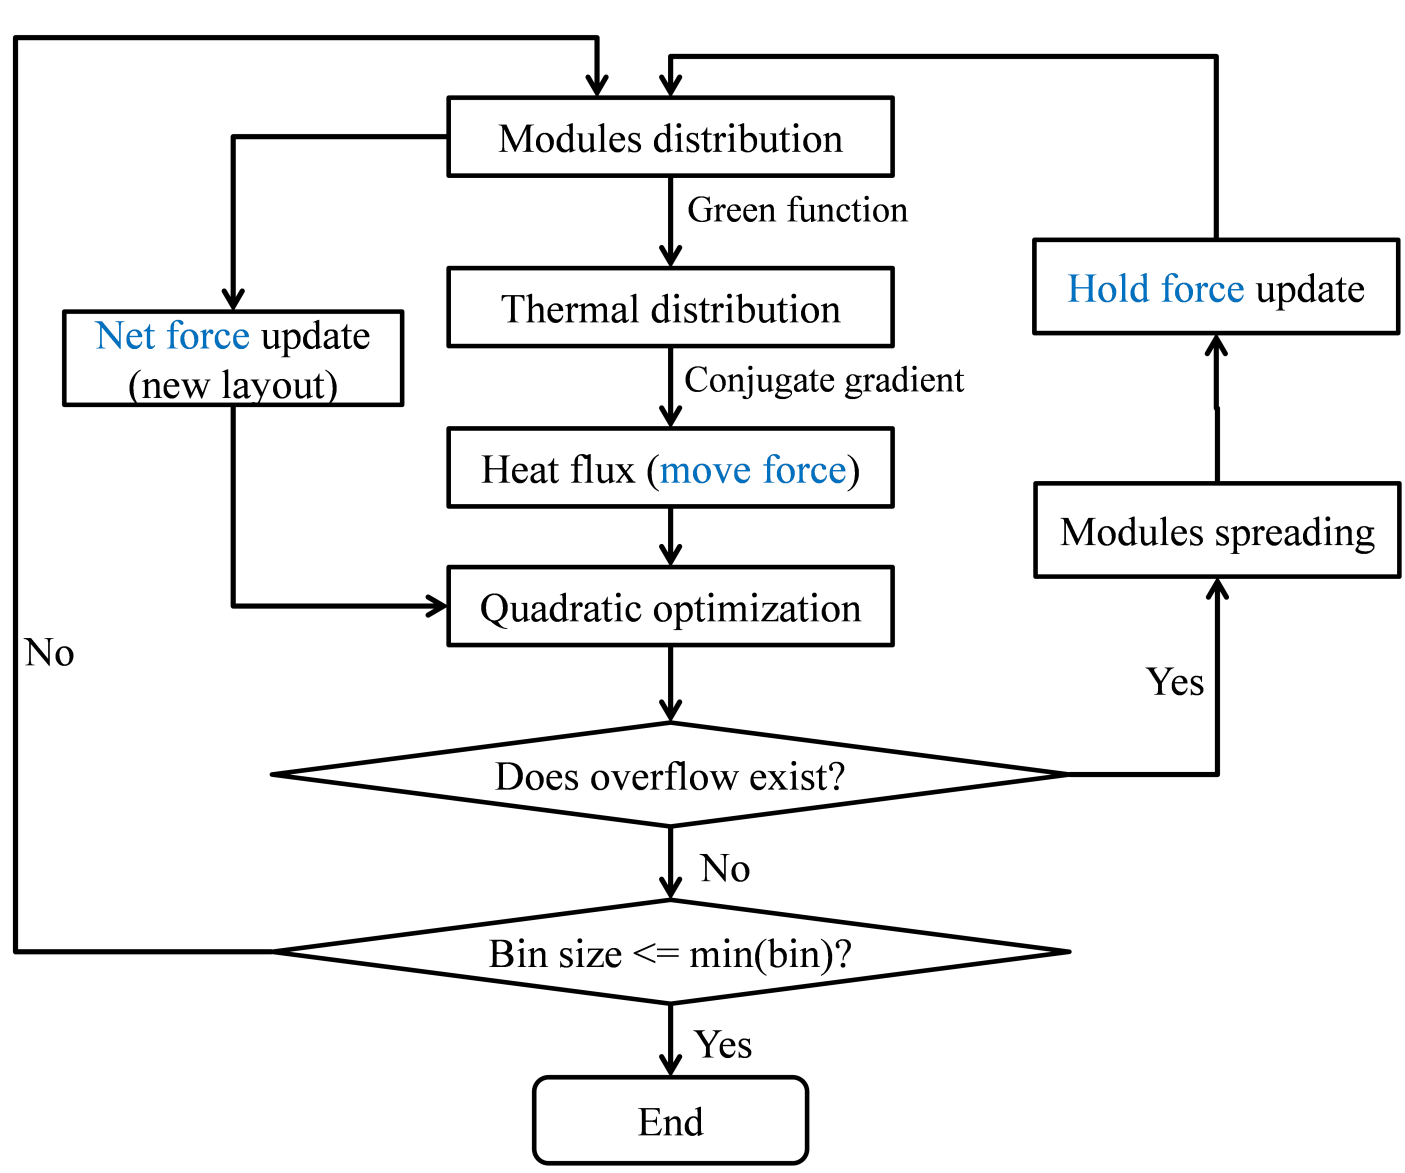 Modules distribution
Green function
Thermal distribution
Hold force update
Net force update
(new layout)
Conjugate gradient
Heat flux (move force)
Modules spreading
Quadratic optimization
No
Yes
Does overflow exist?
No
Bin size <= min(bin)?
Yes
End